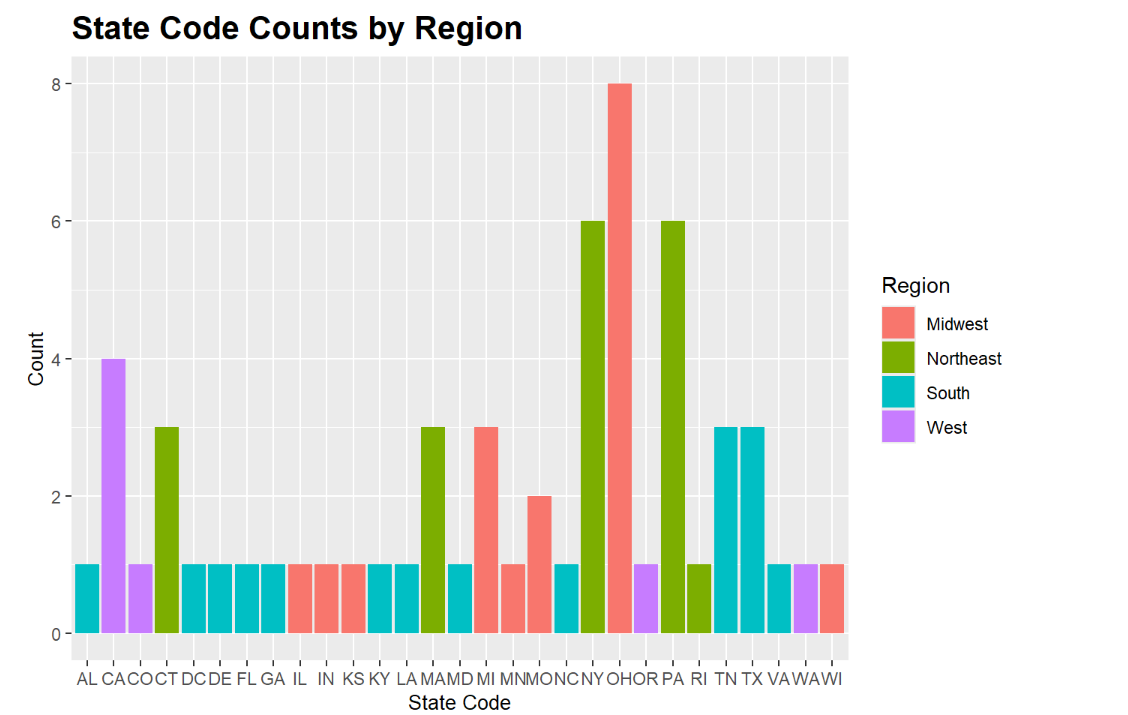 State Code Counts by Region
8
6
4
2
0
Count
AL CA CO CT DC DE FL GA IL IN KS KY LA MA MD MI MN MO NC NY OH OR PA RI TN TX VA WA WI
State Code
Region
Midwest
Northeast
South
West